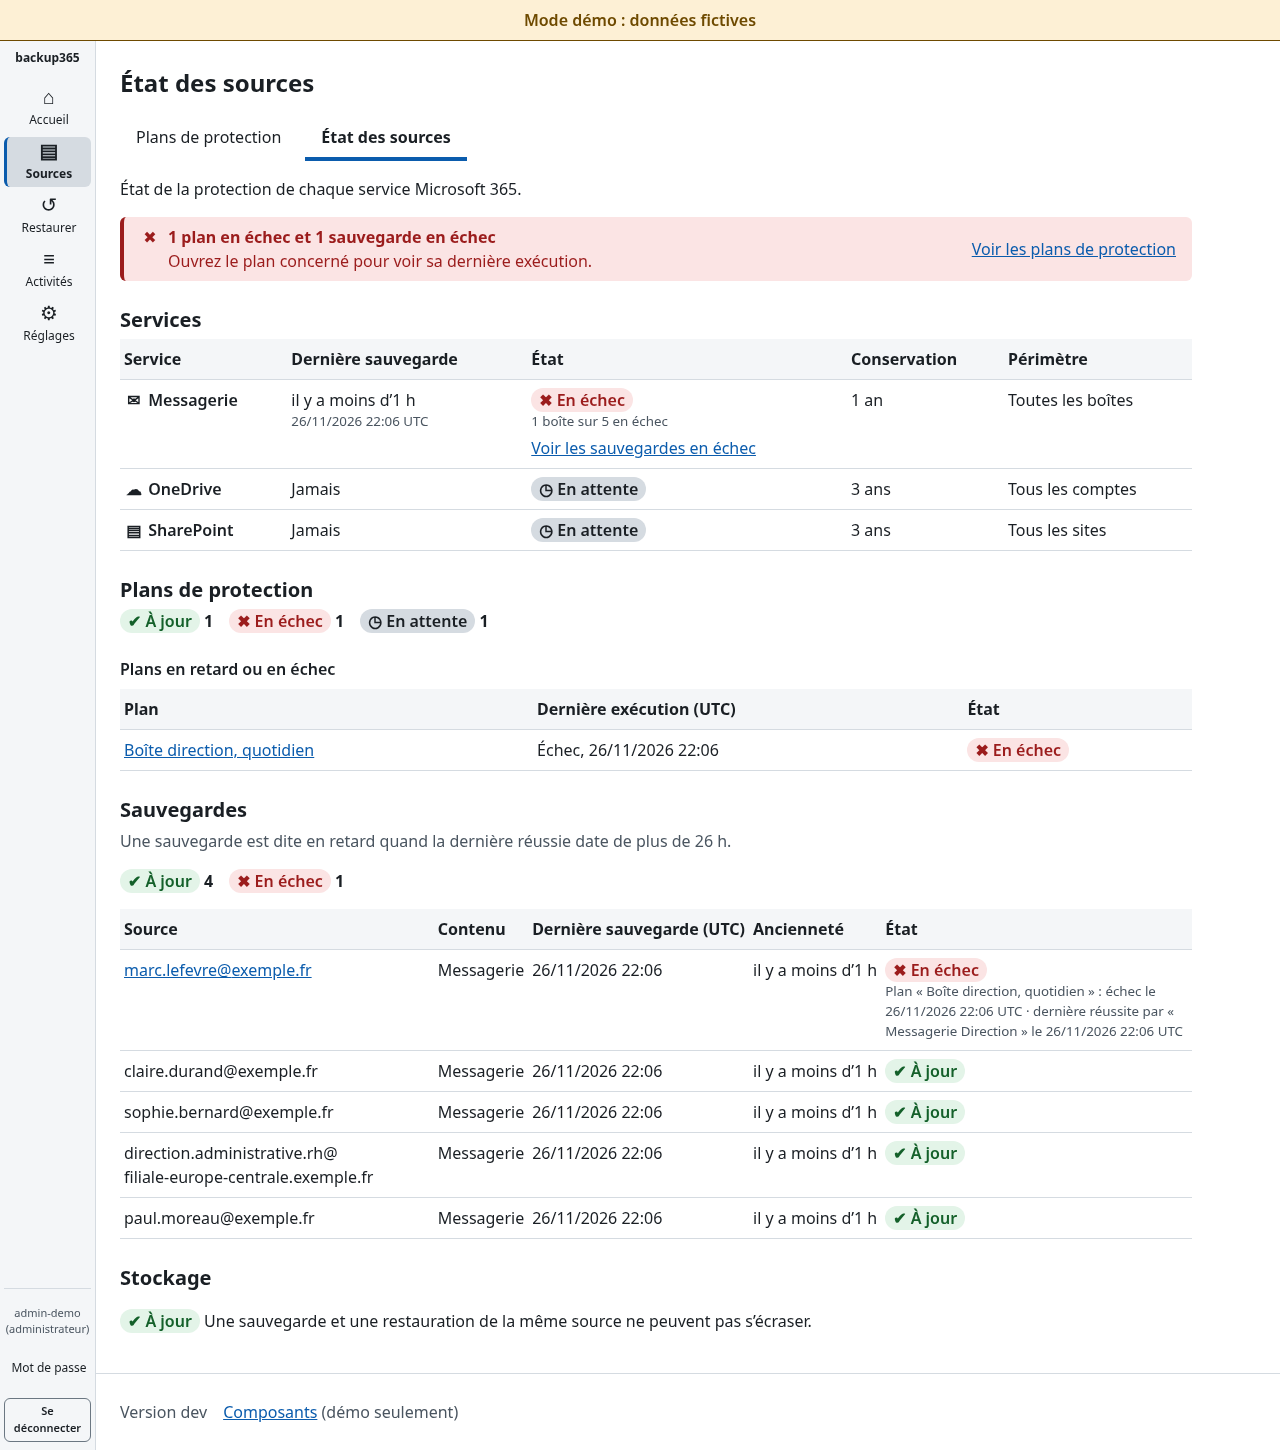 Mode démo : données fictives
backup365
Accueil
Sources
Restaurer
Activités
Réglages
admin-demo
(administrateur)
Mot de passe
Se
déconnecter
État des sources
Plans de protection État des sources
État de la protection de chaque service Microsoft 365.
✖ 1 plan en échec et 1 sauvegarde en échec
Ouvrez le plan concerné pour voir sa dernière exécution.
Voir les plans de protection
Services
Service Dernière sauvegarde État Conservation Périmètre
✉ Messagerie il y a moins d’1 h ✖ En échec 1 an Toutes les boîtes
26/11/2026 22:06 UTC 1 boîte sur 5 en échec
Voir les sauvegardes en échec
☁ OneDrive Jamais ◷ En attente 3 ans Tous les comptes
▤ SharePoint Jamais ◷ En attente 3 ans Tous les sites
Plans de protection
✔ À jour 1 ✖ En échec 1 ◷ En attente 1
Plans en retard ou en échec
Plan Dernière exécution (UTC) État
Boîte direction, quotidien Échec, 26/11/2026 22:06 ✖ En échec
Sauvegardes
Une sauvegarde est dite en retard quand la dernière réussie date de plus de 26 h.
✔ À jour 4 ✖ En échec 1
Source Contenu Dernière sauvegarde (UTC) Ancienneté État
marc.lefevre@exemple.fr Messagerie 26/11/2026 22:06 il y a moins d’1 h ✖ En échec
Plan « Boîte direction, quotidien » : échec le
26/11/2026 22:06 UTC · dernière réussite par «
Messagerie Direction » le 26/11/2026 22:06 UTC
claire.durand@exemple.fr Messagerie 26/11/2026 22:06 il y a moins d’1 h ✔ À jour
sophie.bernard@exemple.fr Messagerie 26/11/2026 22:06 il y a moins d’1 h ✔ À jour
direction.administrative.rh@ Messagerie 26/11/2026 22:06 il y a moins d’1 h ✔ À jour
filiale-europe-centrale.exemple.fr
paul.moreau@exemple.fr Messagerie 26/11/2026 22:06 il y a moins d’1 h ✔ À jour
Stockage
✔ À jour Une sauvegarde et une restauration de la même source ne peuvent pas s’écraser.
Version dev Composants (démo seulement)